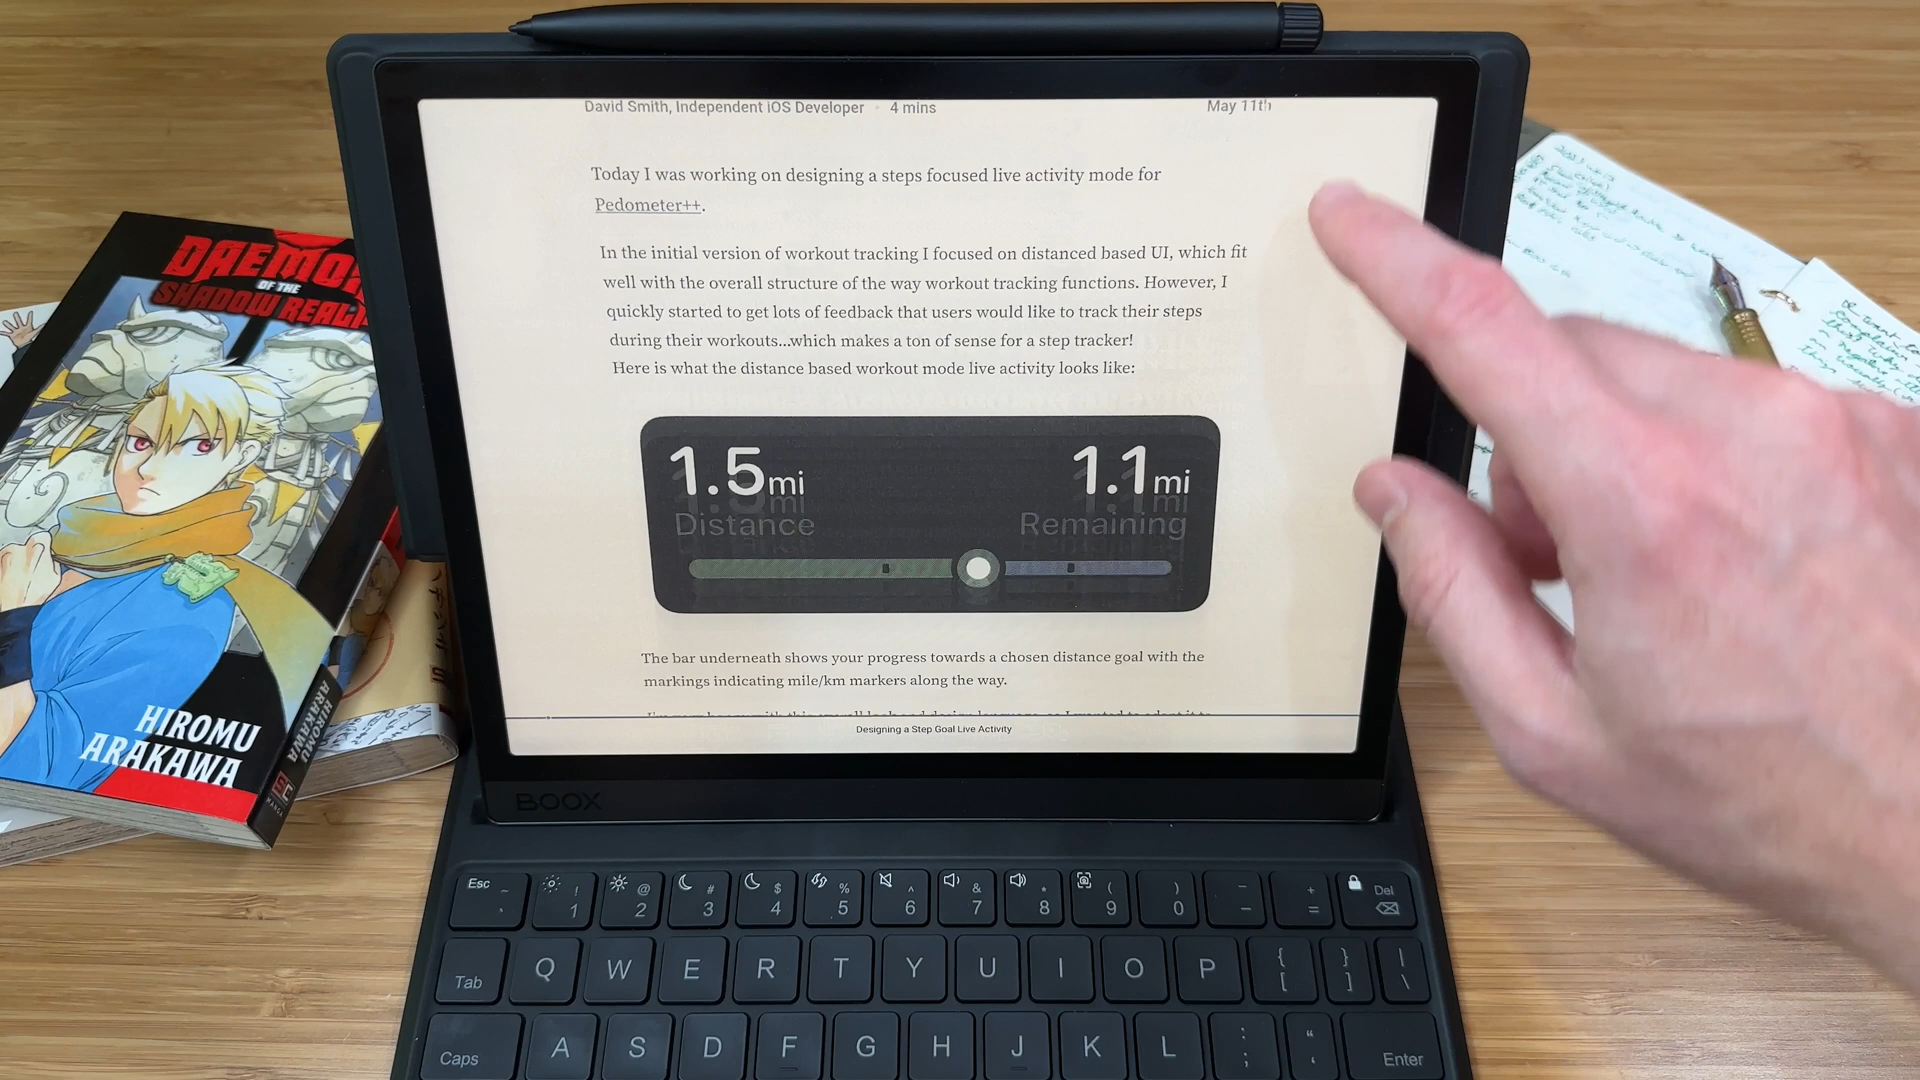 David Smith, Independent iOS Developer • 4 mins
May 11th
Today I was working on designing a steps focused live activity mode for
Pedometer++.
In the initial version of workout tracking I focused on distanced based UI, which fit
well with the overall structure of the way workout tracking functions. However, I
quickly started to get lots of feedback that users would like to track their steps
during their workouts...which makes a ton of sense for a step tracker!
Here is what the distance based workout mode live activity looks like:
1.5mi
1.1mi
Distance
Remaining
The bar underneath shows your progress towards a chosen distance goal with the
markings indicating mile/km markers along the way.
Designing a Step Goal Live Activity
BOOX
OF THE
SHADOW
HIROMU
ARAKAWA
HIROMU
ARAKAWA
MANGA
Esc ~ `
! 1
@ 2
# 3
$ 4
% 5
^ 6
& 7
* 8
( 9
) 0
_ -
+ =
Del
Tab
Q W E R T Y U I O P { [ } ] | \
Caps
A S D F G H J K L : ; “ ‘
Enter